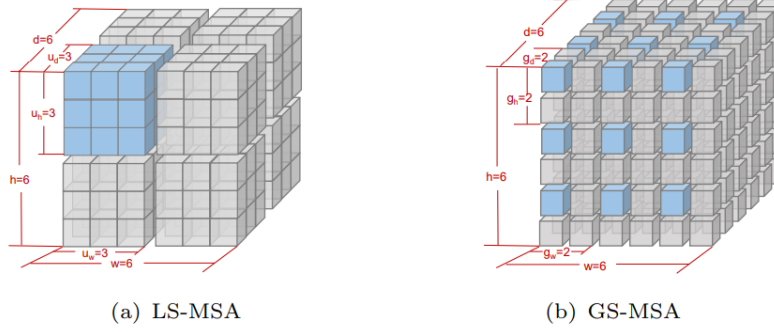 d=6
u_d=3
u_h=3
h=6
u_w=3
w=6
(a) LS-MSA
d=6
g_d=2
g_h=2
h=6
g_w=2
w=6
(b) GS-MSA